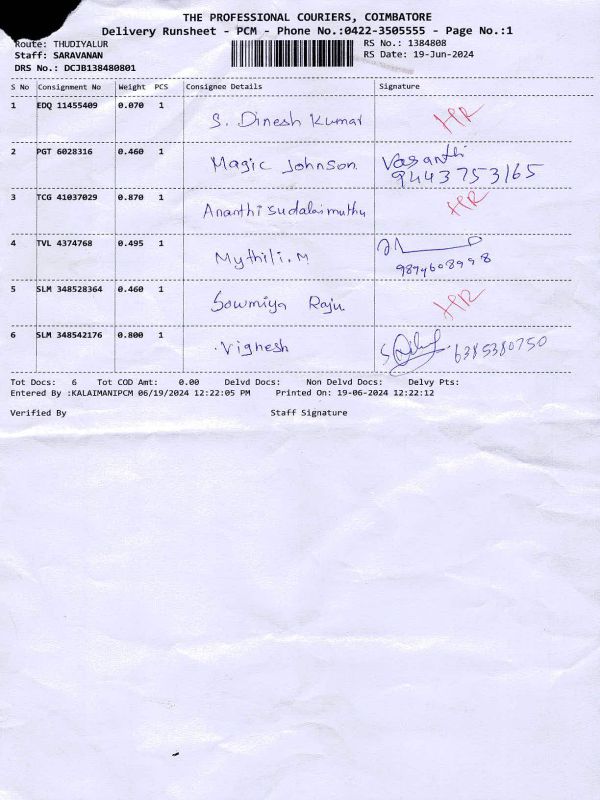 THE PROFESSIONAL COURIERS, COIMBATORE
Delivery Runsheet - PCM - Phone No.:0422-3505555 - Page No.:1
Route: THUDIYALUR
RS No.: 1384808
Staff: SARAVANAN
RS Date: 19-Jun-2024
DRS No.: DCJB138480801
S No Consignment No Weight PCS Consignee Details Signature
1 EDQ 11455409 0.070 1 S. Dinesh Kumar HR
2 PGT 6028316 0.460 1 Magic Johnson Vasanthi
9443753165
3 TCG 41037029 0.870 1 Ananthi sudalaimuthu HR
4 TVL 4374768 0.495 1 Mythili.M
9894608998
5 SLM 348528364 0.460 1 Sowmiya Raju HR
6 SLM 348542176 0.800 1 Vignesh 6385380750
Tot Docs: 6 Tot COD Amt: 0.00 Delvd Docs: Non Delvd Docs: Delvy Pts:
Entered By :KALAIMANIPCM 06/19/2024 12:22:05 PM Printed On: 19-06-2024 12:22:12
Verified By Staff Signature